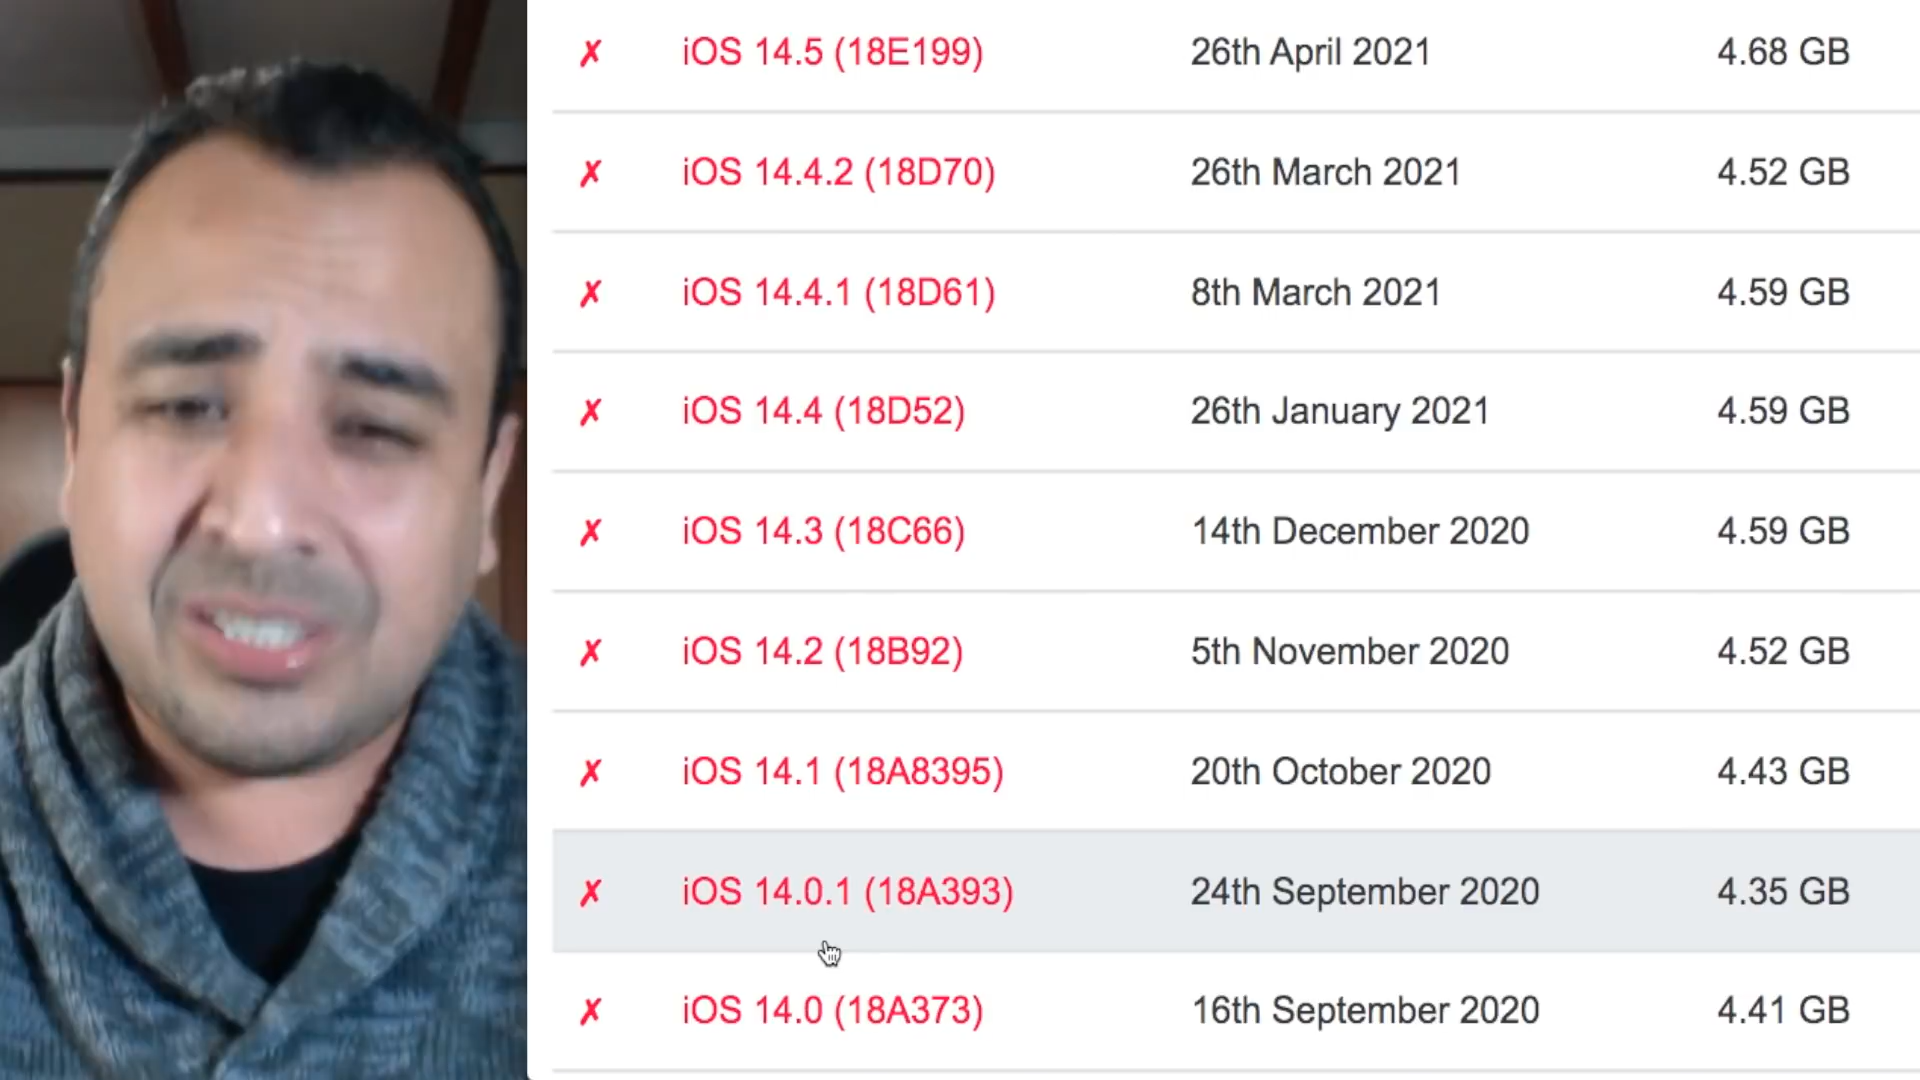 ✗ iOS 14.5 (18E199) 26th April 2021 4.68 GB
✗ iOS 14.4.2 (18D70) 26th March 2021 4.52 GB
✗ iOS 14.4.1 (18D61) 8th March 2021 4.59 GB
✗ iOS 14.4 (18D52) 26th January 2021 4.59 GB
✗ iOS 14.3 (18C66) 14th December 2020 4.59 GB
✗ iOS 14.2 (18B92) 5th November 2020 4.52 GB
✗ iOS 14.1 (18A8395) 20th October 2020 4.43 GB
✗ iOS 14.0.1 (18A393) 24th September 2020 4.35 GB
✗ iOS 14.0 (18A373) 16th September 2020 4.41 GB